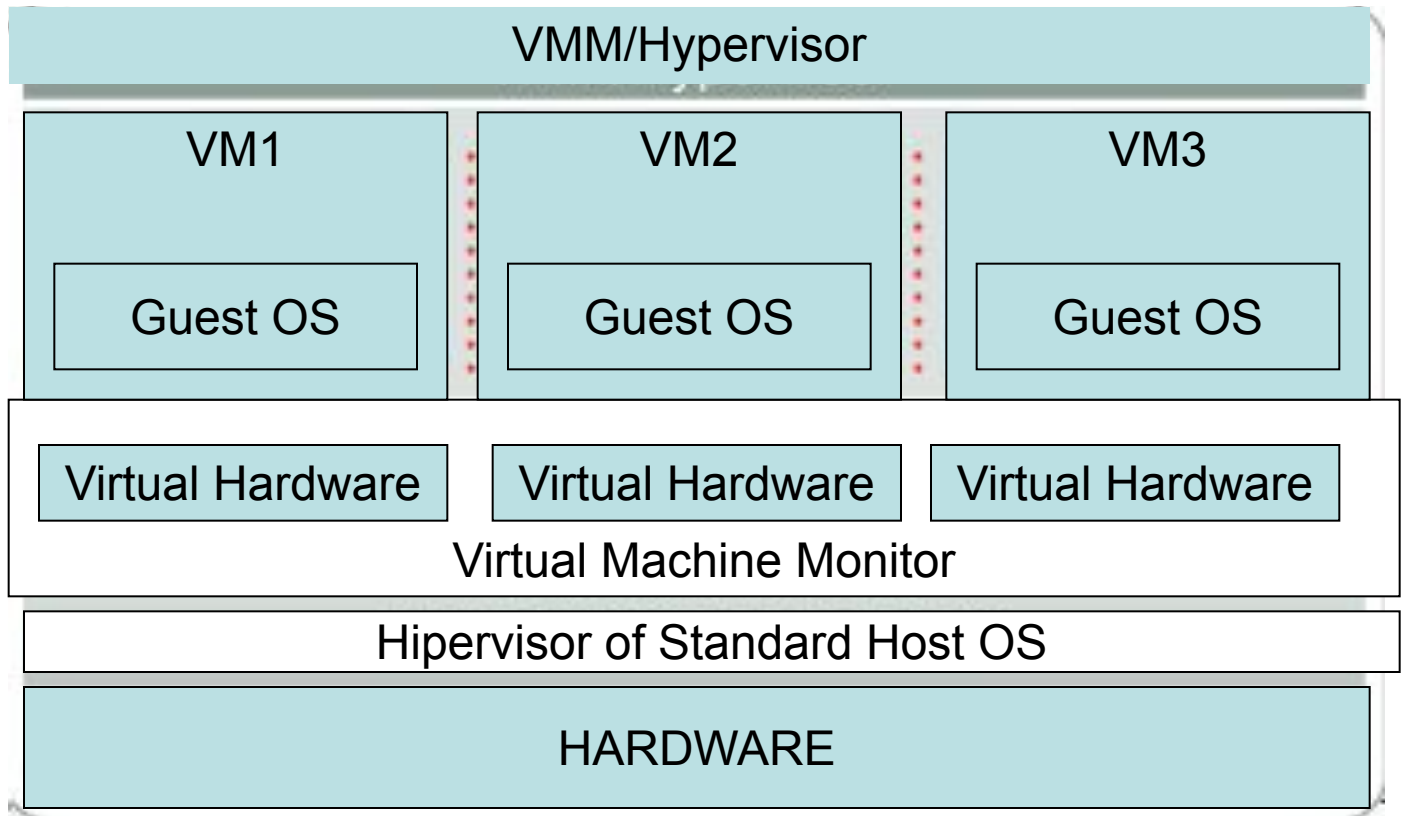 VMM/Hypervisor
VM1
VM2
VM3
Guest OS
Guest OS
Guest OS
Virtual Hardware
Virtual Hardware
Virtual Hardware
Virtual Machine Monitor
Hipervisor of Standard Host OS
HARDWARE